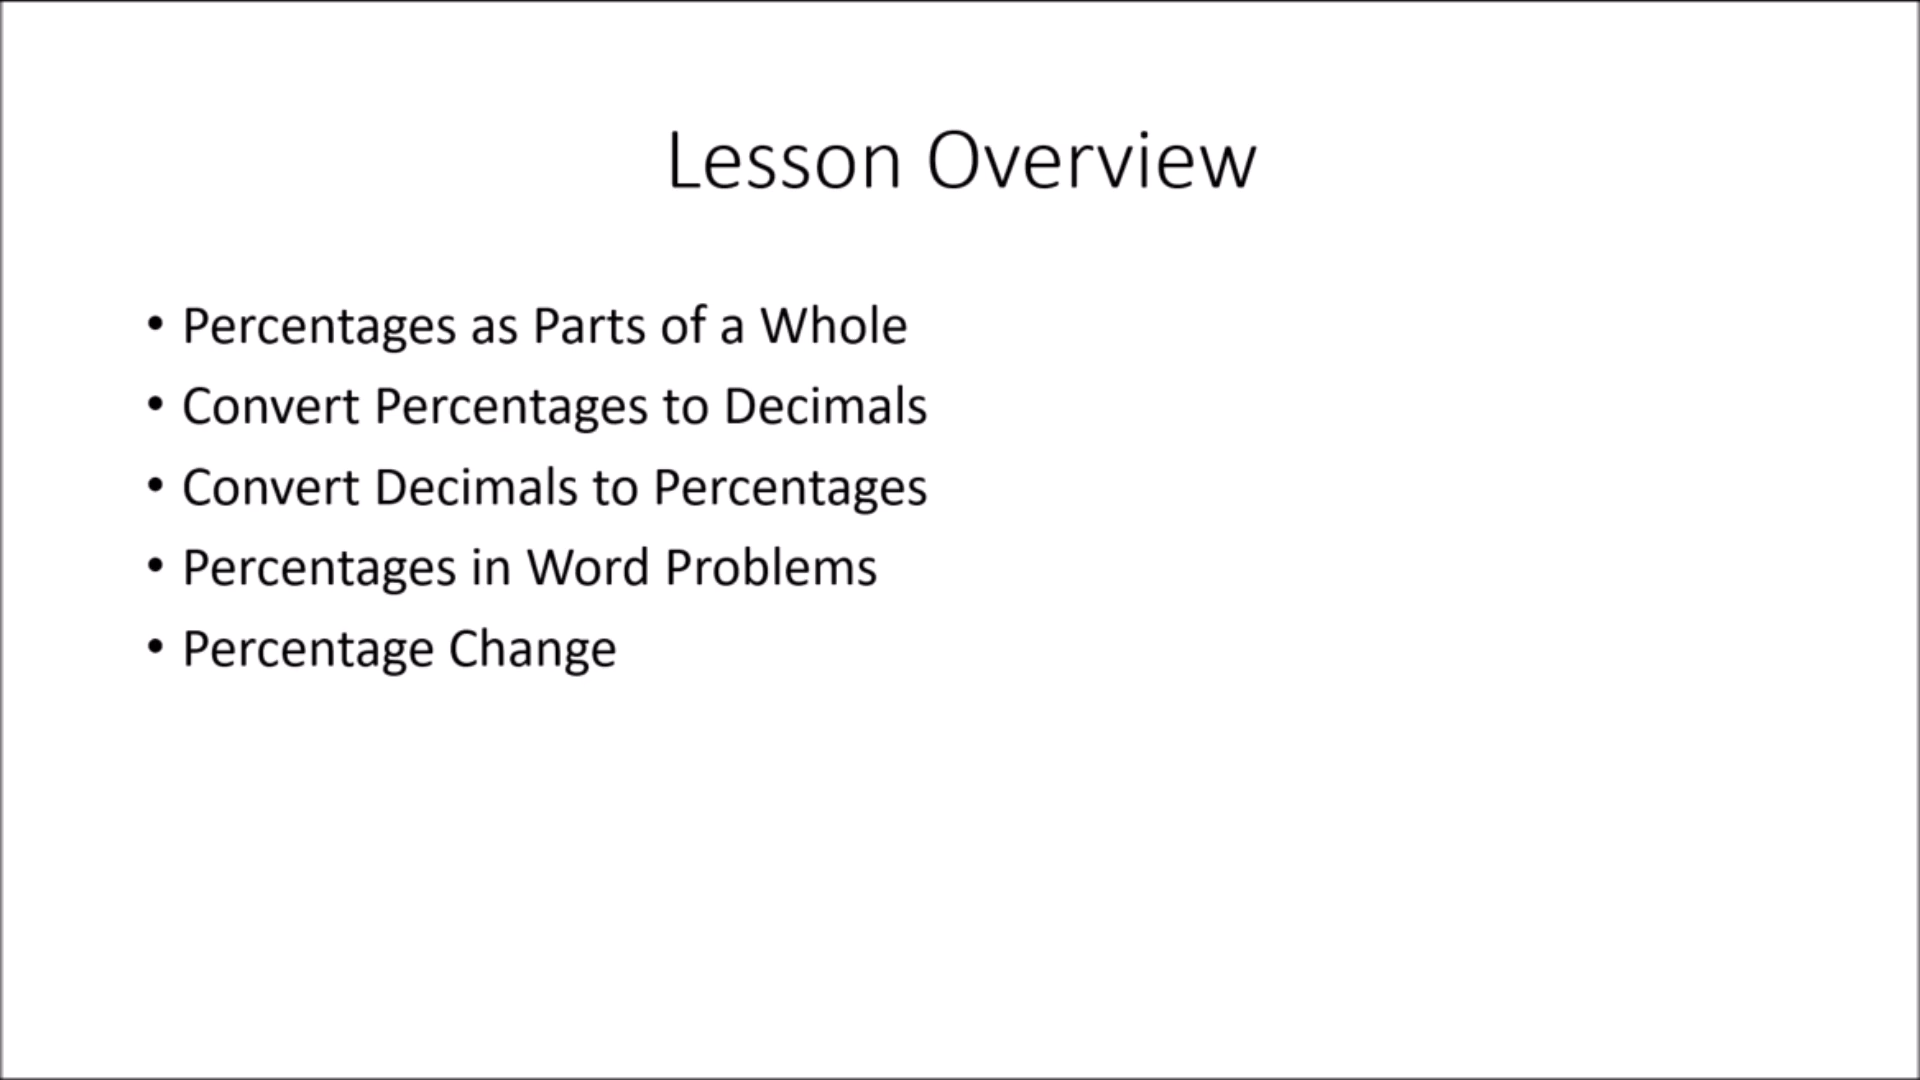 Lesson Overview
• Percentages as Parts of a Whole
• Convert Percentages to Decimals
• Convert Decimals to Percentages
• Percentages in Word Problems
• Percentage Change